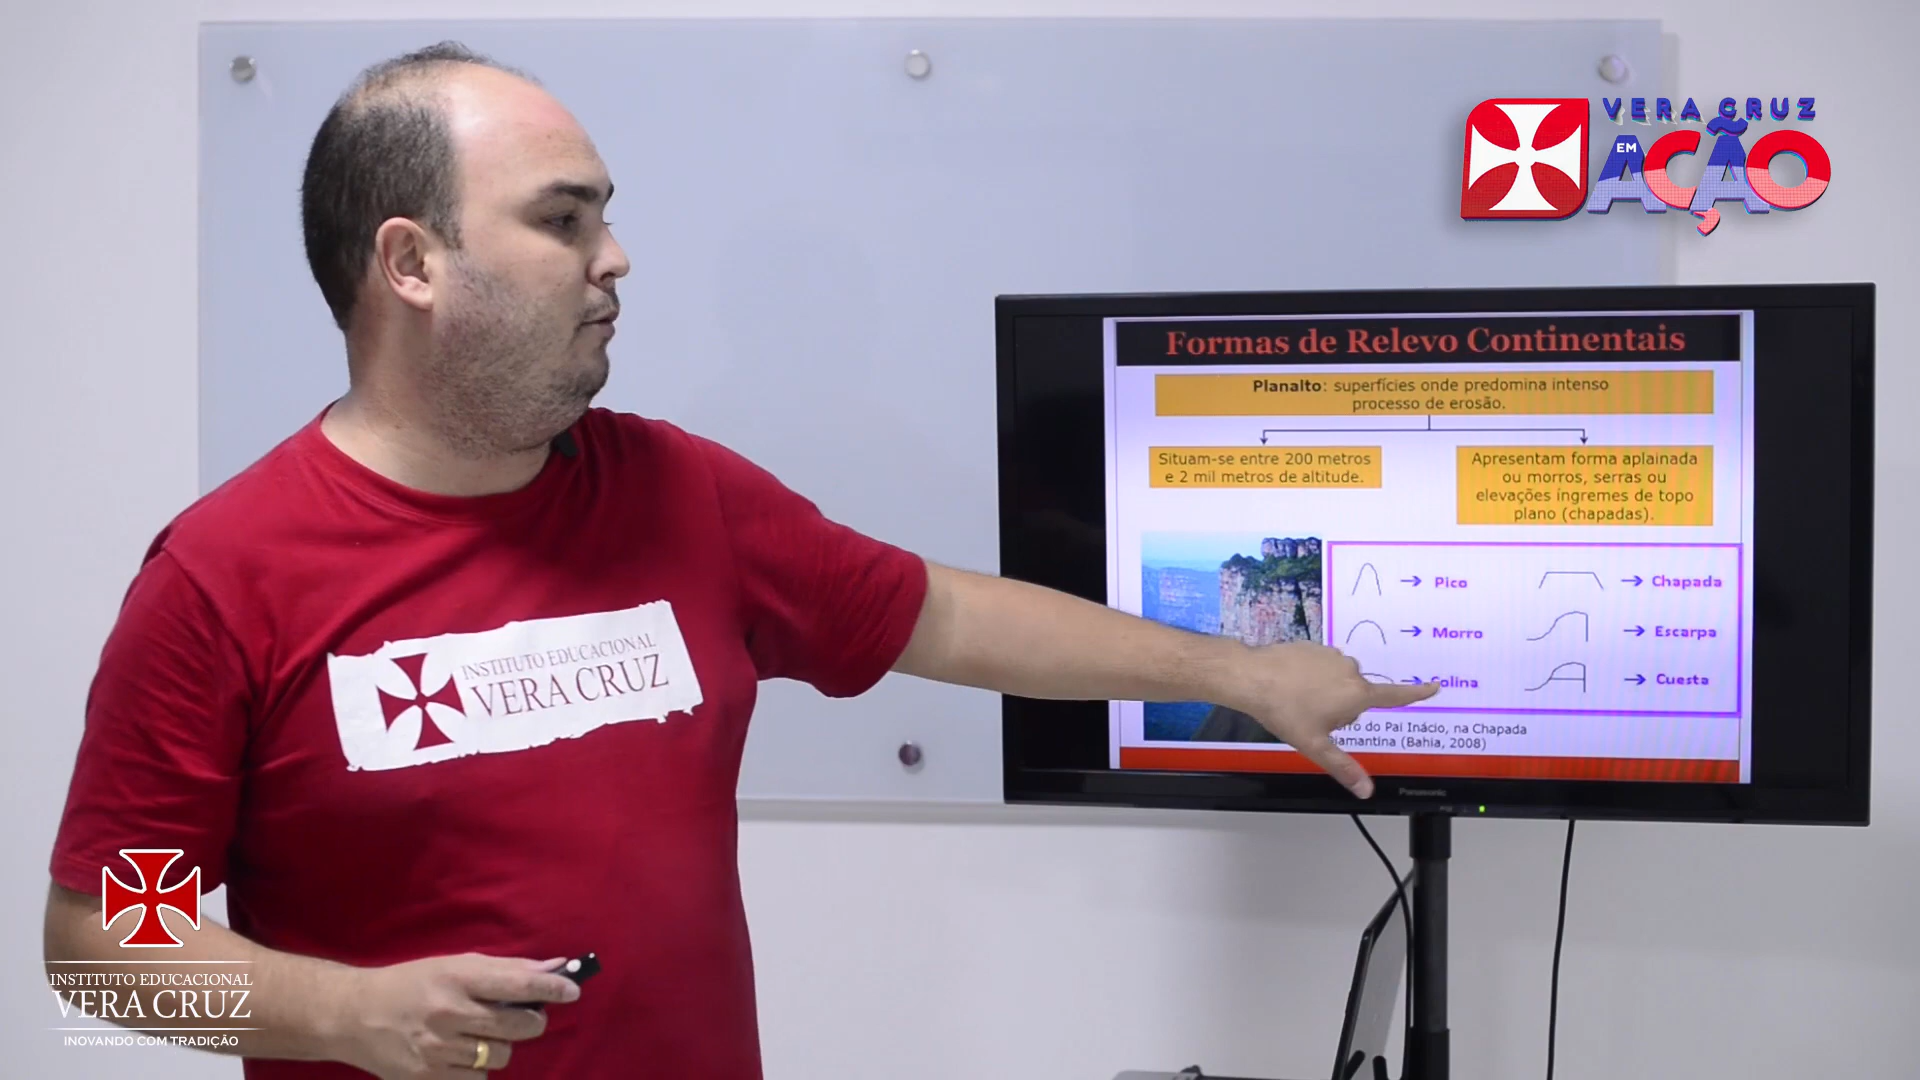 VERA CRUZ
EM
AÇÃO
Formas de Relevo Continentais
Planalto: superfícies onde predomina intenso
processo de erosão.
Situam-se entre 200 metros
e 2 mil metros de altitude.
Apresentam forma aplainada
ou morros, serras ou
elevações íngremes de topo
plano (chapadas).
Pico
Chapada
Morro
Escarpa
Colina
Cuesta
do Pai Inácio, na Chapada
Diamantina (Bahia, 2008)
Panasonic
INSTITUTO EDUCACIONAL
VERA CRUZ
INSTITUTO EDUCACIONAL
VERA CRUZ
INOVANDO COM TRADIÇÃO